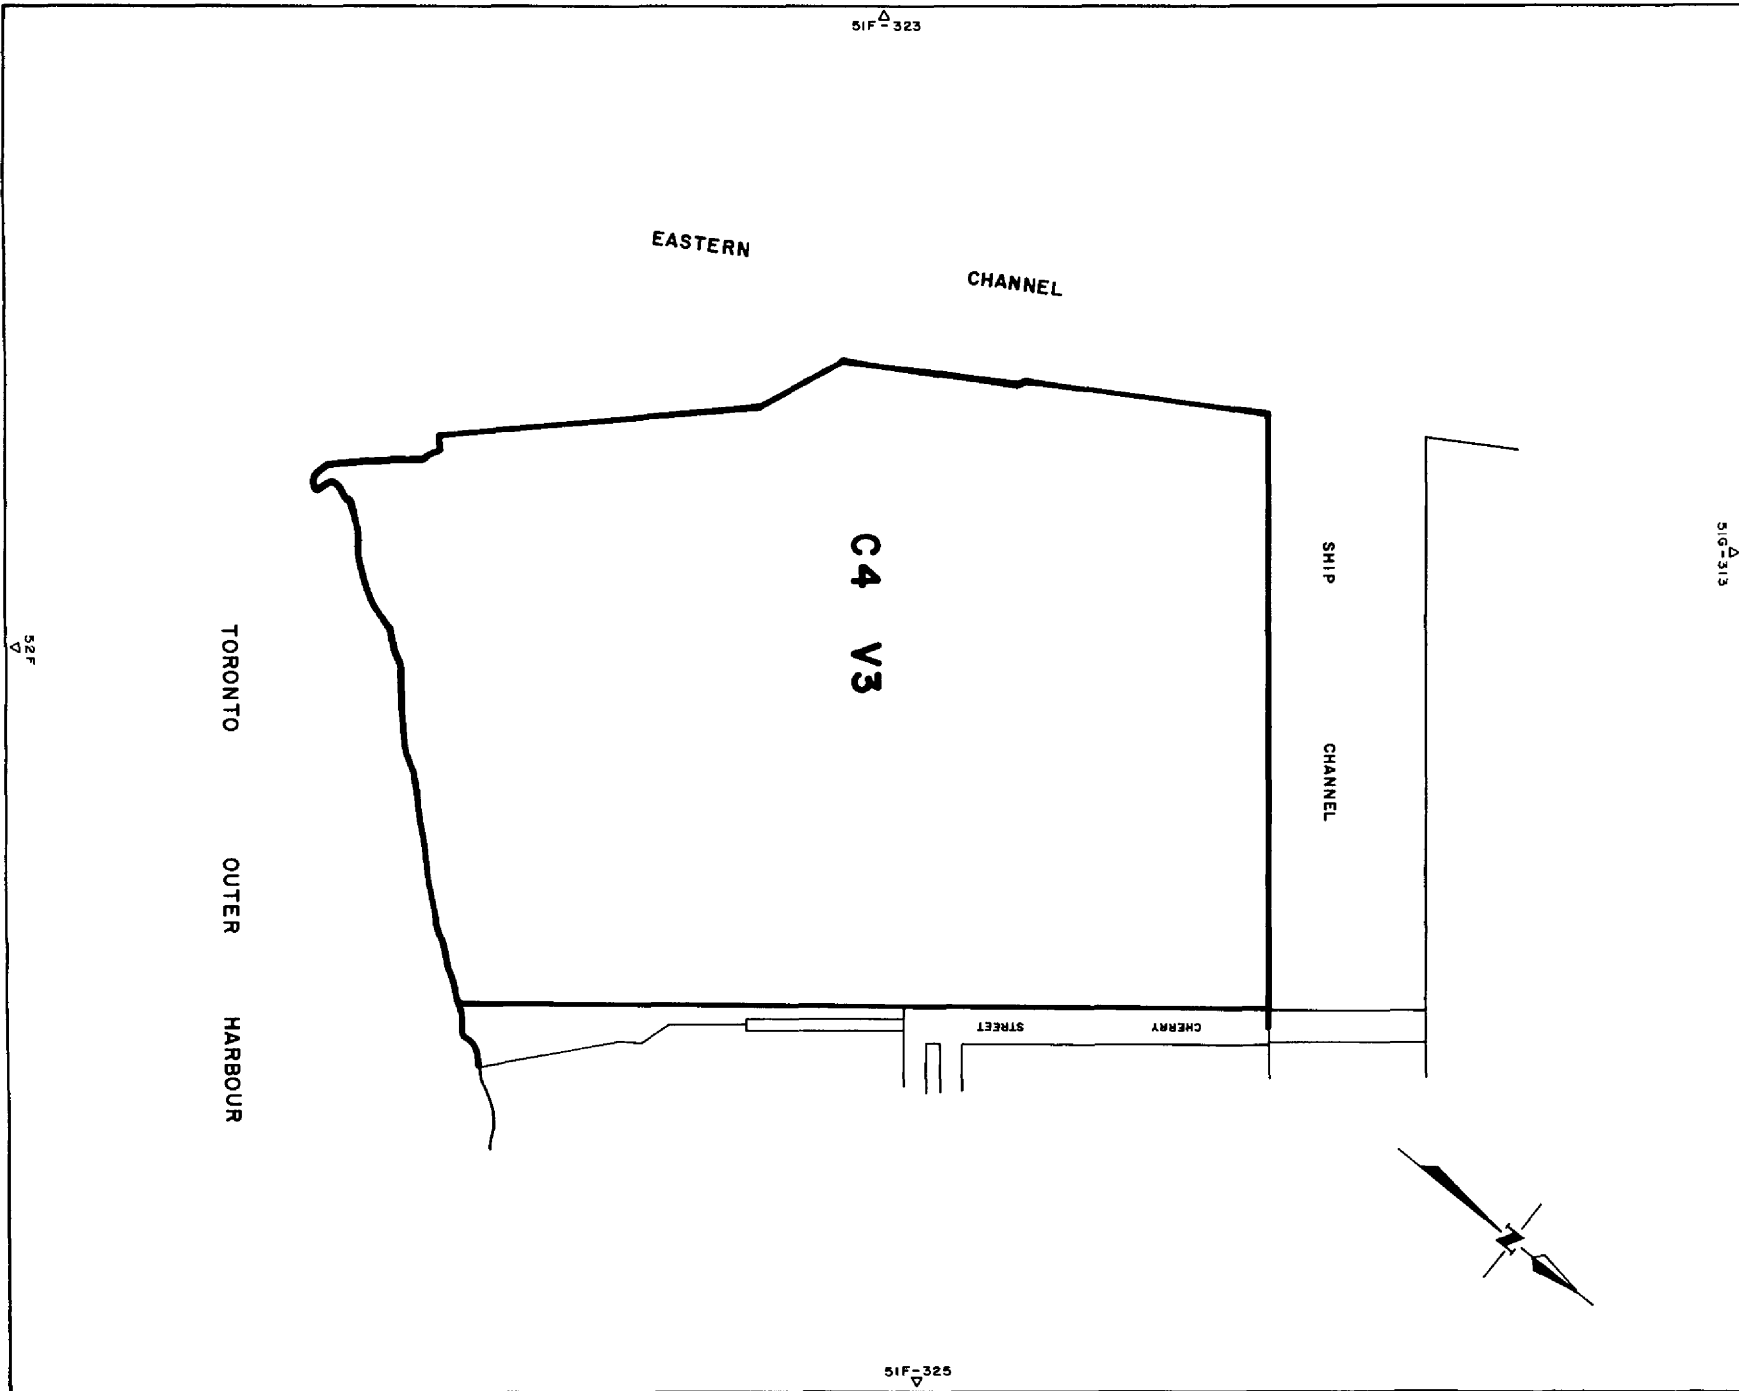 51F-323
EASTERN CHANNEL
C4 V3
SHIP CHANNEL
51G-313
52F
TORONTO OUTER HARBOUR
CHERRY STREET
N
51F-325